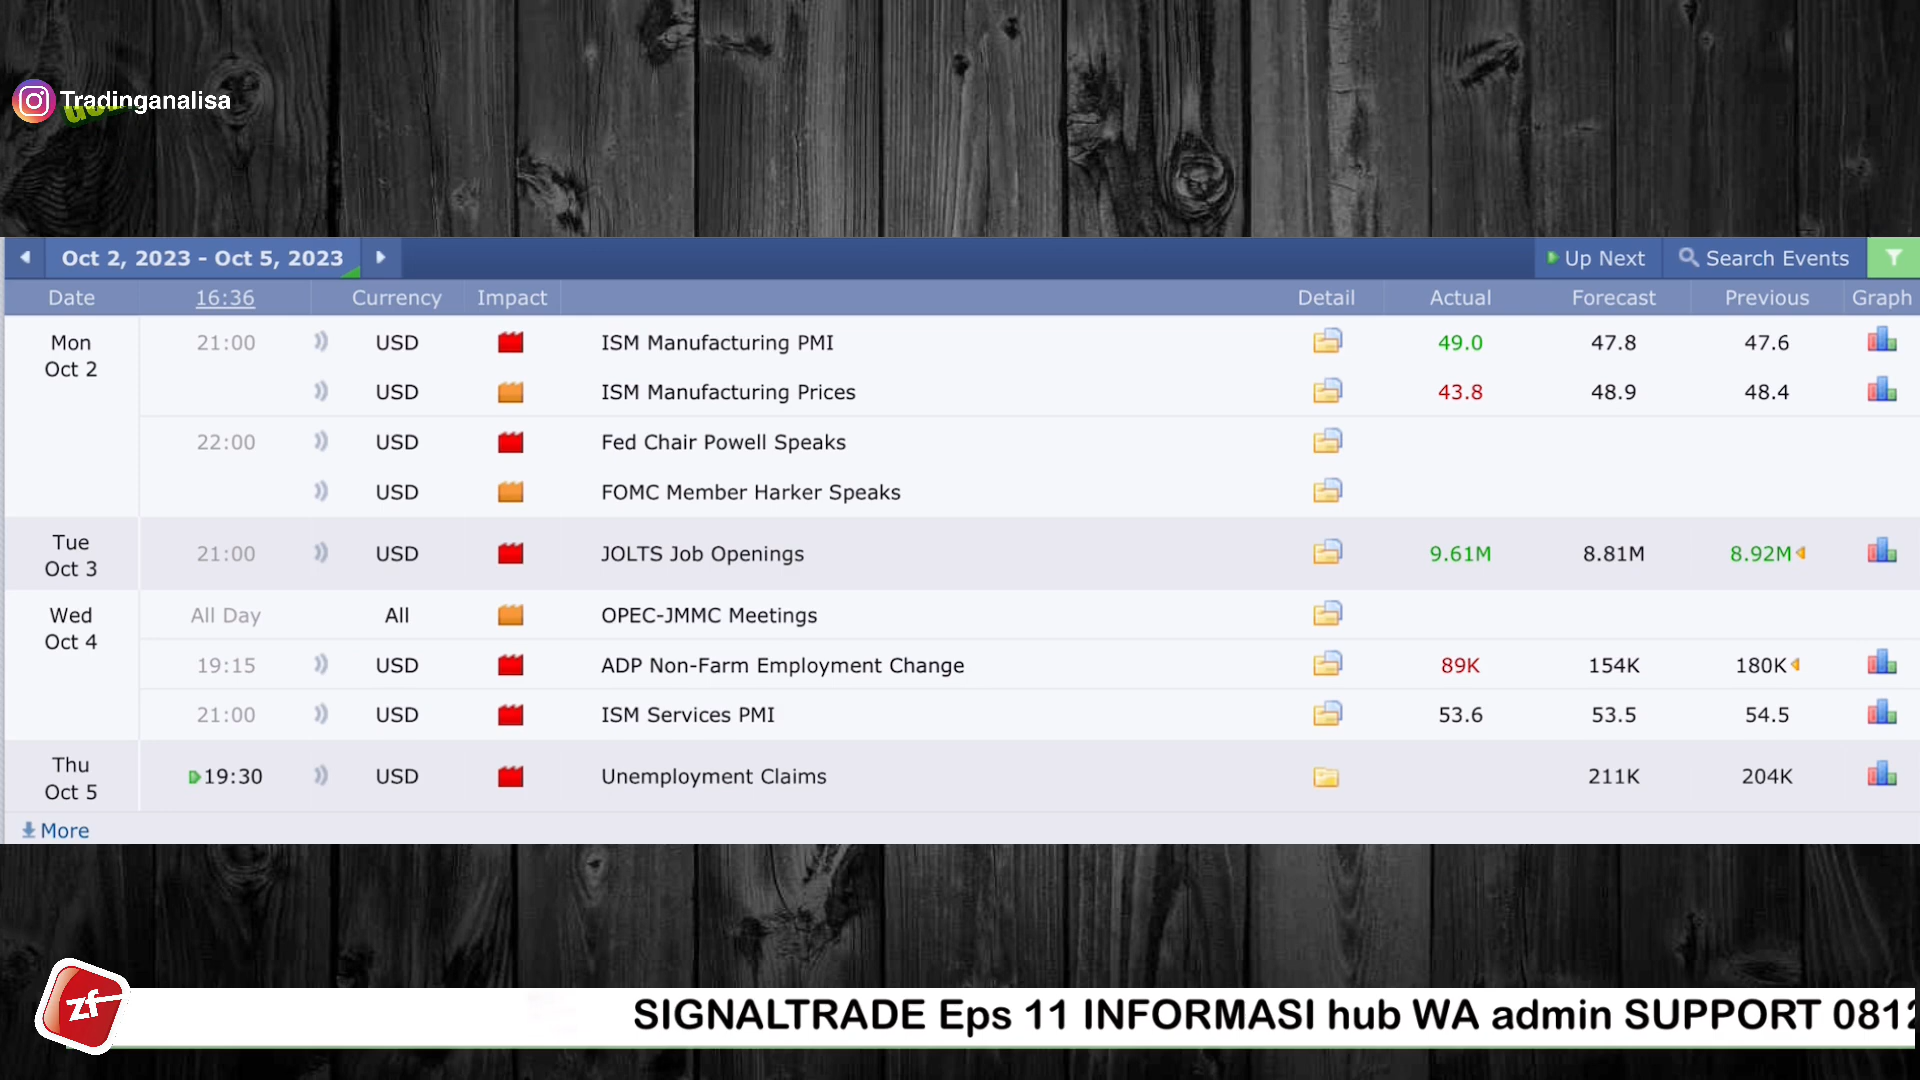 Tradinganalisa
Oct 2, 2023 - Oct 5, 2023 Up Next Search Events
Date 16:36 Currency Impact Detail Actual Forecast Previous Graph
Mon Oct 2 21:00 USD ISM Manufacturing PMI 49.0 47.8 47.6
USD ISM Manufacturing Prices 43.8 48.9 48.4
22:00 USD Fed Chair Powell Speaks
USD FOMC Member Harker Speaks
Tue Oct 3 21:00 USD JOLTS Job Openings 9.61M 8.81M 8.92M
Wed Oct 4 All Day All OPEC-JMMC Meetings
19:15 USD ADP Non-Farm Employment Change 89K 154K 180K
21:00 USD ISM Services PMI 53.6 53.5 54.5
Thu Oct 5 19:30 USD Unemployment Claims 211K 204K
More
zf SIGNALTRADE Eps 11 INFORMASI hub WA admin SUPPORT 0812